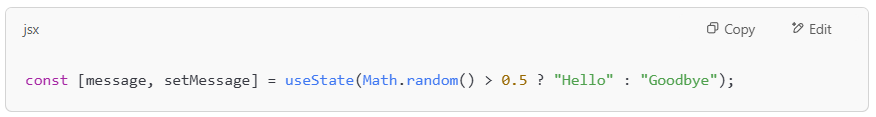 jsx
Copy
Edit
const [message, setMessage] = useState(Math.random() > 0.5 ? "Hello" : "Goodbye");